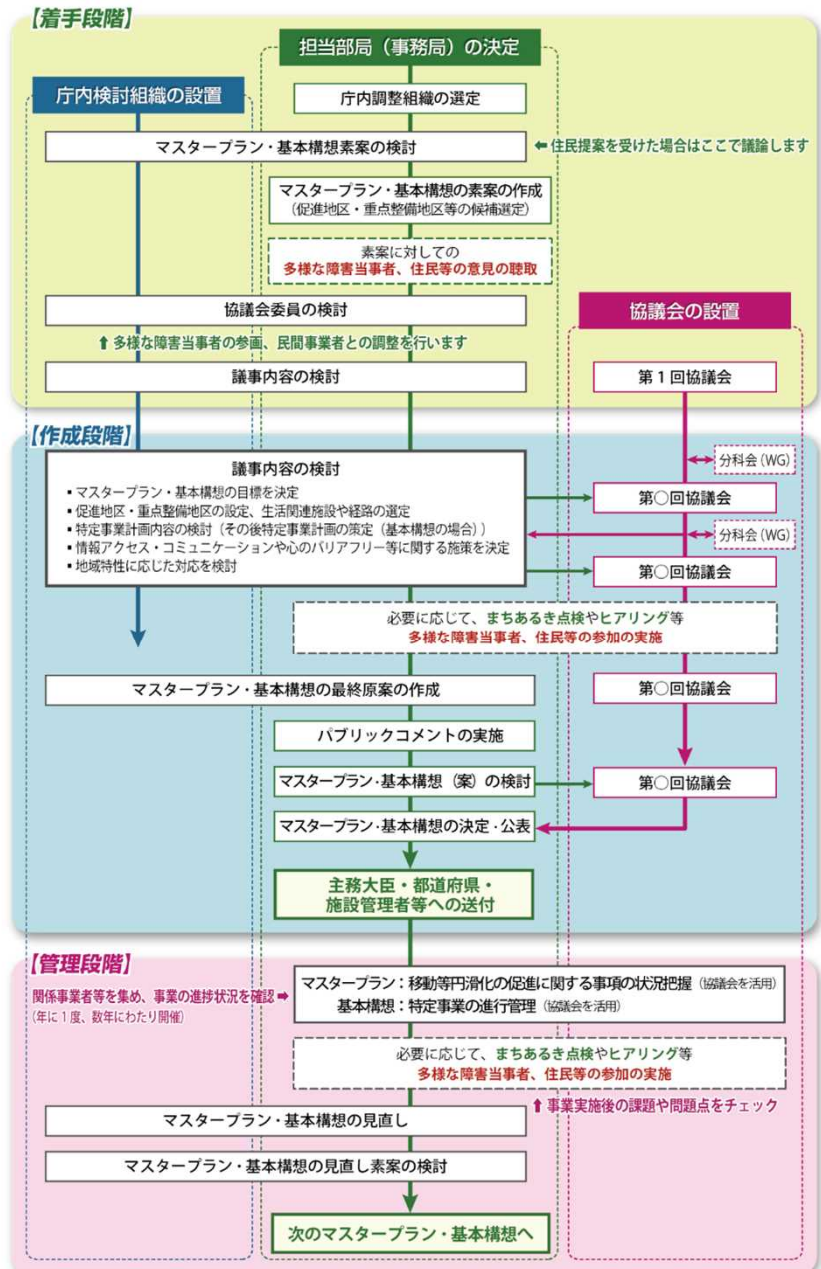 【着手段階】
担当部局（事務局）の決定
庁内検討組織の設置
庁内調整組織の選定
マスタープラン・基本構想素案の検討
⬅住民提案を受けた場合はここで議論します
マスタープラン・基本構想の素案の作成
（促進地区・重点整備地区等の候補選定）
素案に対しての
多様な障害当事者、住民等の意見の聴取
協議会委員の検討
協議会の設置
⬆多様な障害当事者の参画、民間事業者との調整を行います
議事内容の検討
第１回協議会
【作成段階】
議事内容の検討
▪マスタープラン・基本構想の目標を決定
▪促進地区・重点整備地区の設定、生活関連施設や経路の選定
▪特定事業計画内容の検討（その後特定事業計画の策定（基本構想の場合））
▪情報アクセス・コミュニケーションや心のバリアフリー等に関する施策を決定
▪地域特性に応じた対応を検討
分科会（WG）
第○回協議会
分科会（WG）
第○回協議会
必要に応じて、まちあるき点検やヒアリング等
多様な障害当事者、住民等の参加の実施
マスタープラン・基本構想の最終原案の作成
第○回協議会
パブリックコメントの実施
マスタープラン・基本構想（案）の検討
第○回協議会
マスタープラン・基本構想の決定・公表
主務大臣・都道府県・
施設管理者等への送付
【管理段階】
関係事業者等を集め、事業の進捗状況を確認➡
（年に１度、数年にわたり開催）
マスタープラン：移動等円滑化の促進に関する事項の状況把握（協議会を活用）
基本構想：特定事業の進行管理（協議会を活用）
必要に応じて、まちあるき点検やヒアリング等
多様な障害当事者、住民等の参加の実施
⬆事業実施後の課題や問題点をチェック
マスタープラン・基本構想の見直し
マスタープラン・基本構想の見直し素案の検討
次のマスタープラン・基本構想へ